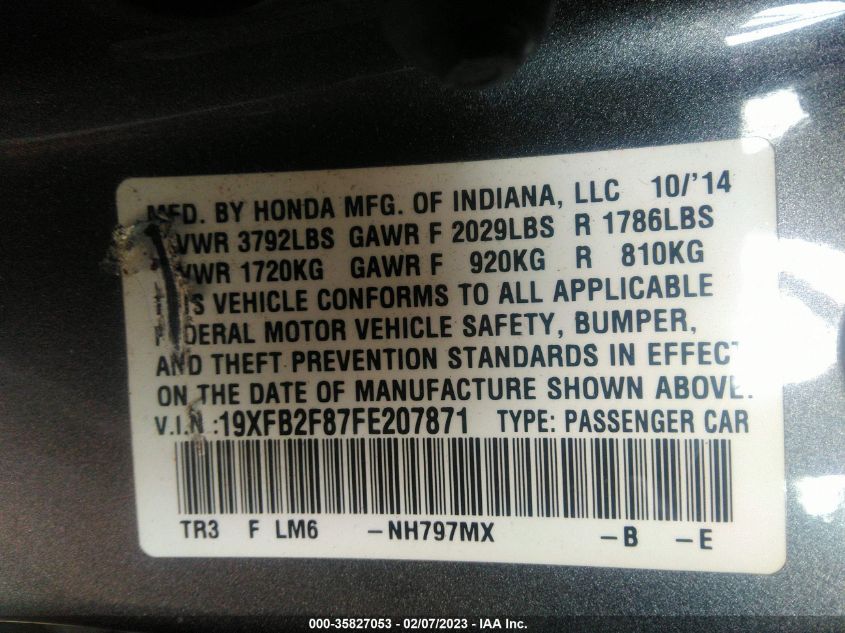 MFD. BY HONDA MFG. OF INDIANA, LLC 10/'14
VWR 3792LBS GAWR F 2029LBS R 1786LBS
VWR 1720KG GAWR F 920KG R 810KG
THIS VEHICLE CONFORMS TO ALL APPLICABLE
FEDERAL MOTOR VEHICLE SAFETY, BUMPER,
AND THEFT PREVENTION STANDARDS IN EFFECT
ON THE DATE OF MANUFACTURE SHOWN ABOVE.
V.I.N.:19XFB2F87FE207871 TYPE: PASSENGER CAR
TR3 F LM6 -NH797MX -B -E
000-35827053 - 02/07/2023 - IAA Inc.